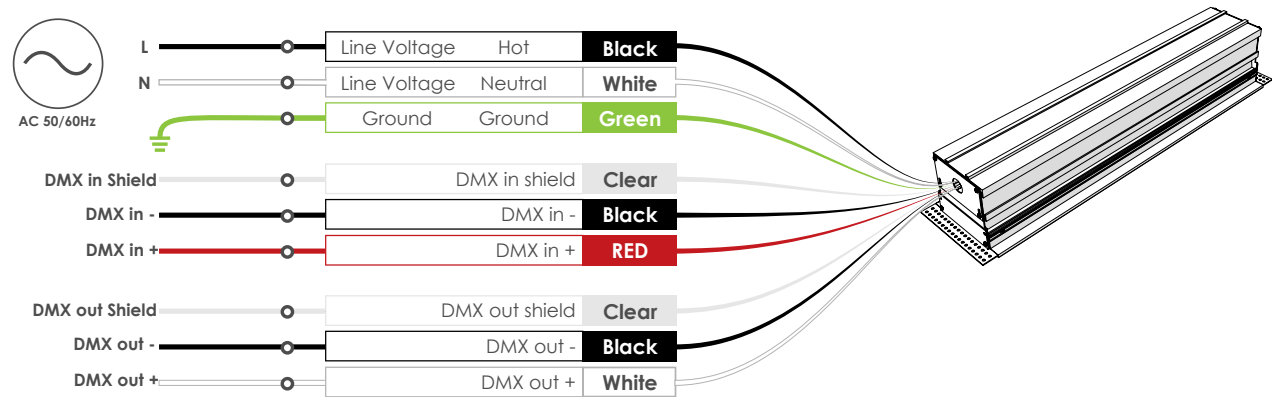 L Line Voltage Hot Black
N Line Voltage Neutral White
AC 50/60Hz
Ground Ground Green
DMX in Shield DMX in shield Clear
DMX in - DMX in - Black
DMX in + DMX in + RED
DMX out Shield DMX out shield Clear
DMX out - DMX out - Black
DMX out + DMX out + White